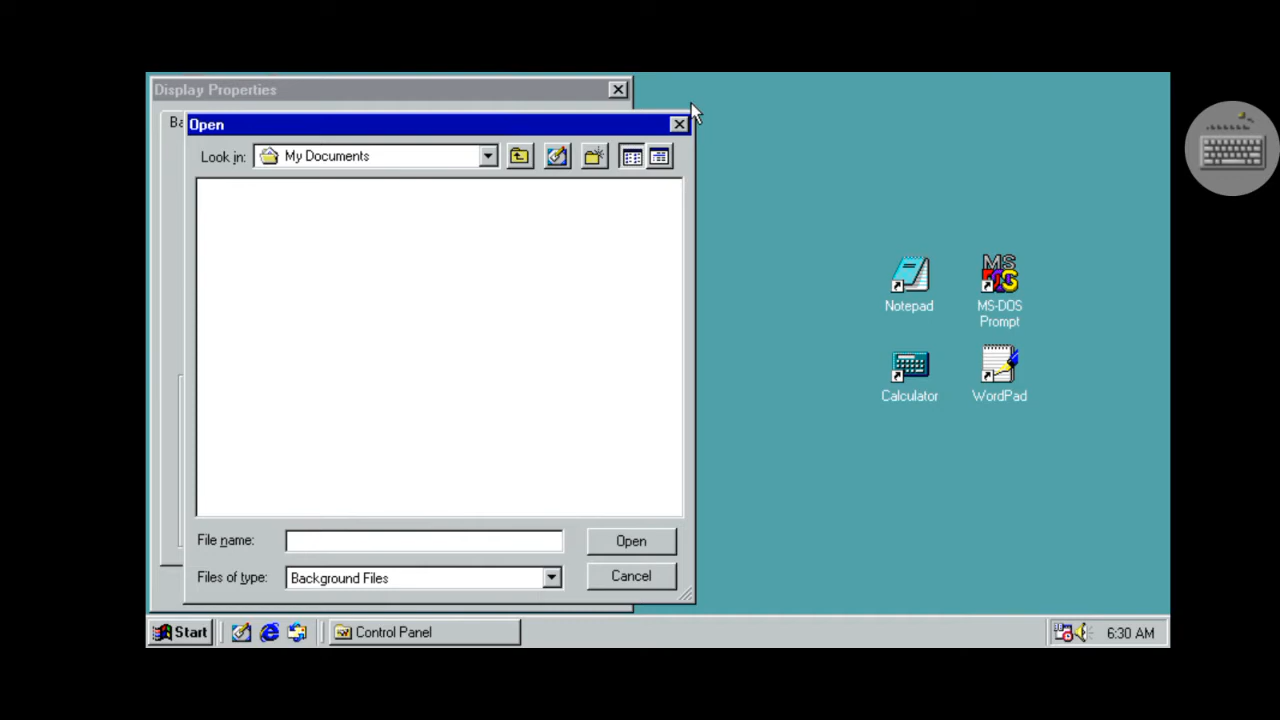 Display Properties
Ba
Open
Look in:
My Documents
Notepad
MS-DOS
Prompt
Calculator
WordPad
File name:
Open
Files of type:
Background Files
Cancel
Start
Control Panel
6:30 AM